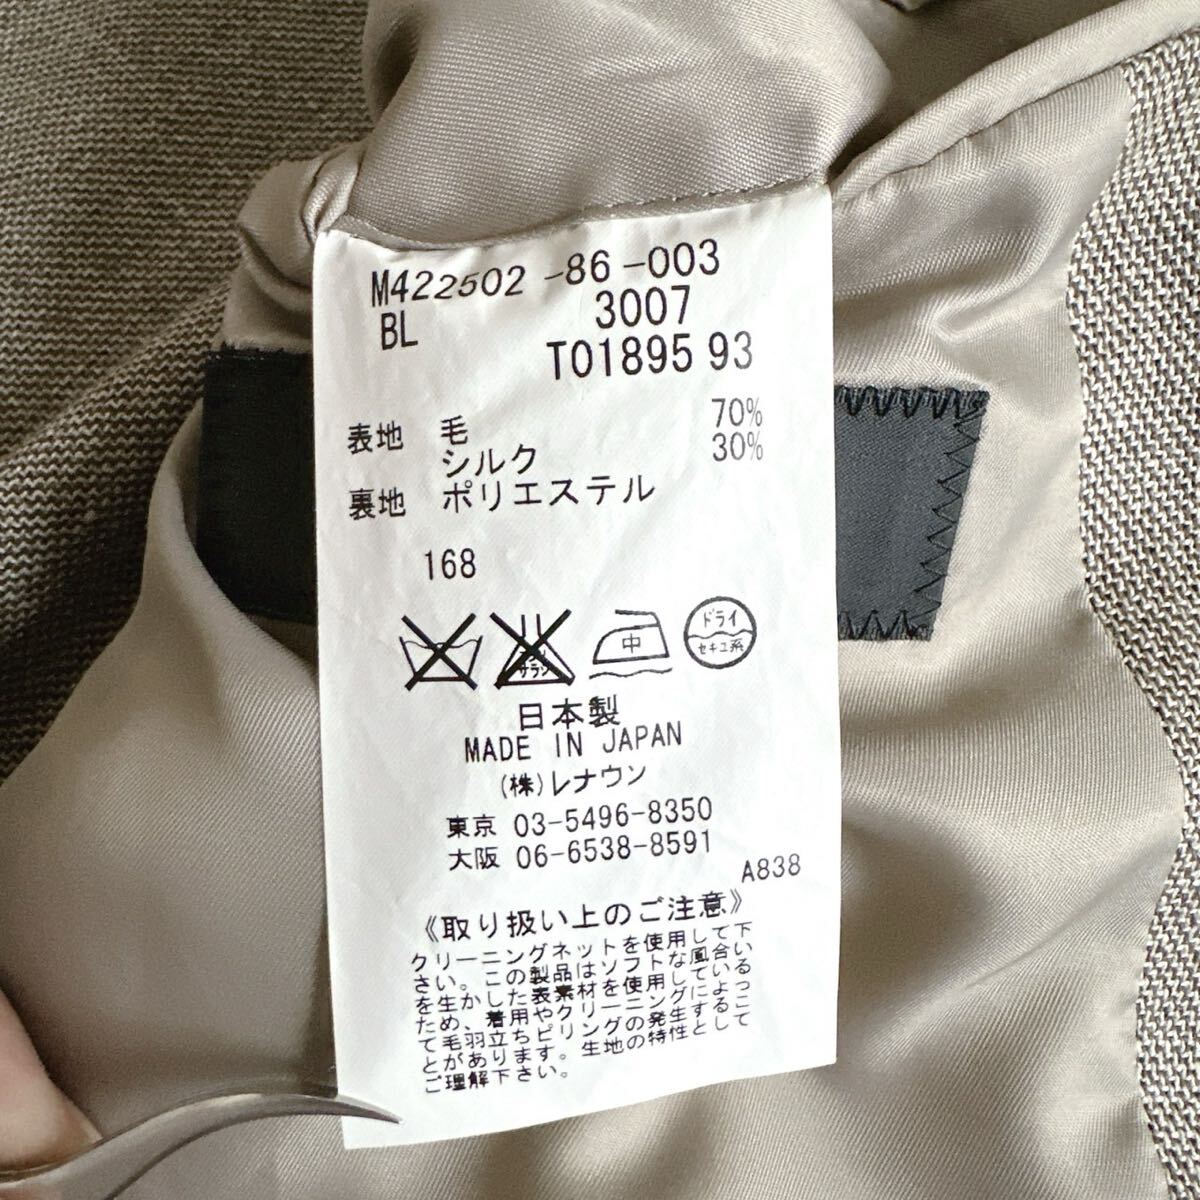 M422502 -86 -003
BL 3007
T01895 93
表地 毛 70%
シルク 30%
裏地 ポリエステル
168
中
ドライ
セキユ系
日本製
MADE IN JAPAN
(株)レナウン
東京 03-5496-8350
大阪 06-6538-8591
A838
《取り扱い上のご注意》
クリーニングネットを使用して下
さい。この製品はソフトな風合い
を生かした表素材を使用している
ため、着用やクリーニングによっ
て毛羽立ちピリングの発生するこ
とがあります。生地の特性として
ご理解下さい。